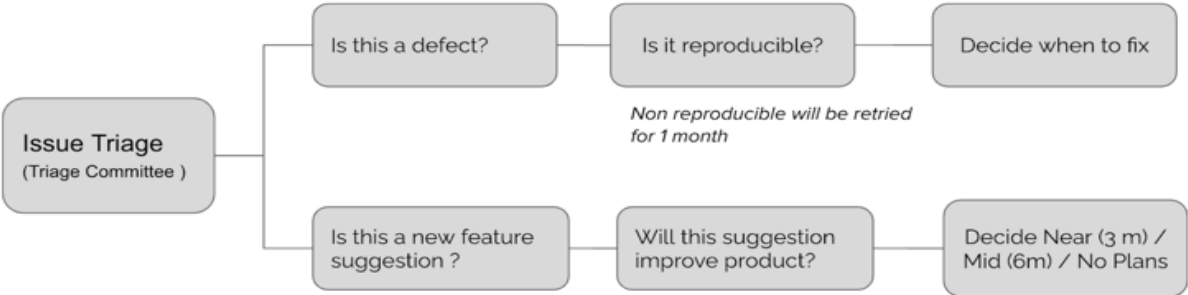 Issue Triage
(Triage Committee )
Is this a defect?
Is it reproducible?
Decide when to fix
Non reproducible will be retried
for 1 month
Is this a new feature
suggestion ?
Will this suggestion
improve product?
Decide Near (3 m) /
Mid (6m) / No Plans